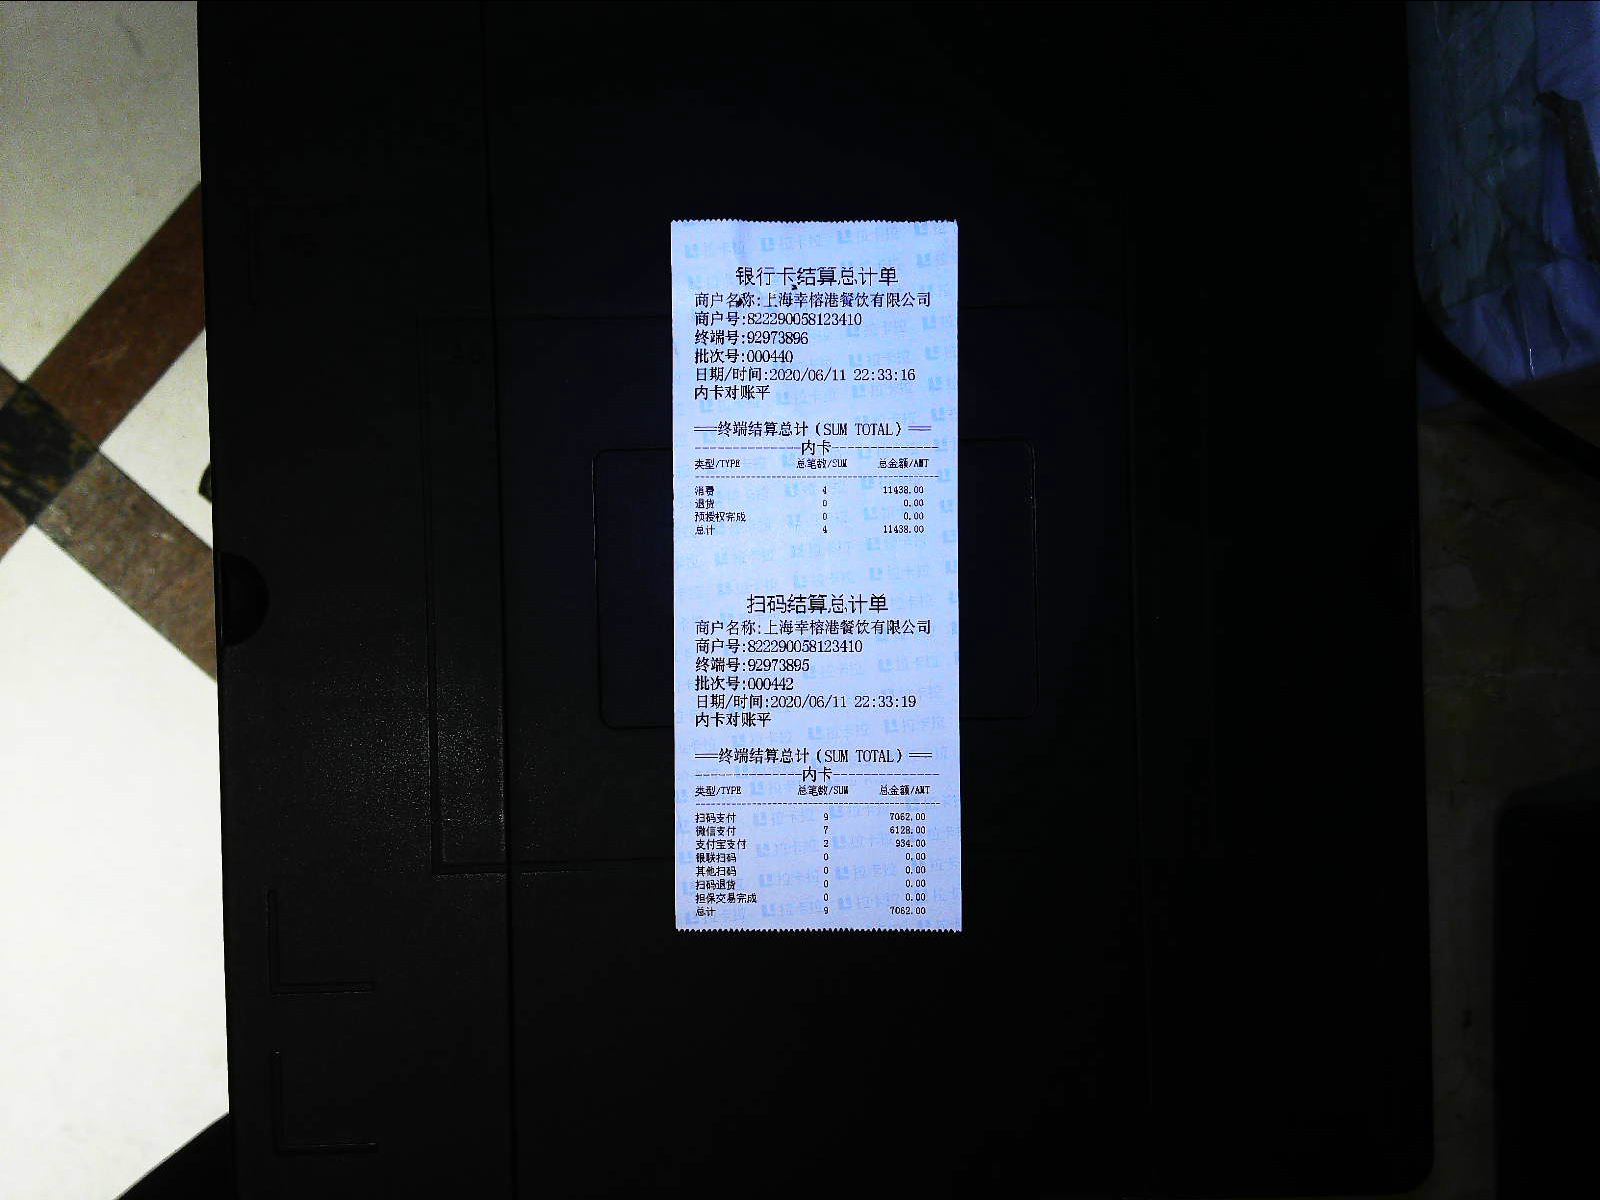 银行卡结算总计单
商户名称:上海幸榕港餐饮有限公司
商户号:822290058123410
终端号:92973896
批次号:000440
日期/时间:2020/06/11 22:33:16
内卡对账平
══终端结算总计(SUM TOTAL)══
--------------内卡--------------
类型/TYPE 总笔数/SUM 总金额/AMT
消费 4 11438.00
退货 0 0.00
预授权完成 0 0.00
总计 4 11438.00
扫码结算总计单
商户名称:上海幸榕港餐饮有限公司
商户号:822290058123410
终端号:92973895
批次号:000442
日期/时间:2020/06/11 22:33:19
内卡对账平
══终端结算总计(SUM TOTAL)══
--------------内卡--------------
类型/TYPE 总笔数/SUM 总金额/AMT
扫码支付 9 7062.00
微信支付 7 6128.00
支付宝支付 2 934.00
银联扫码 0 0.00
其他扫码 0 0.00
扫码退货 0 0.00
担保交易完成 0 0.00
总计 9 7062.00